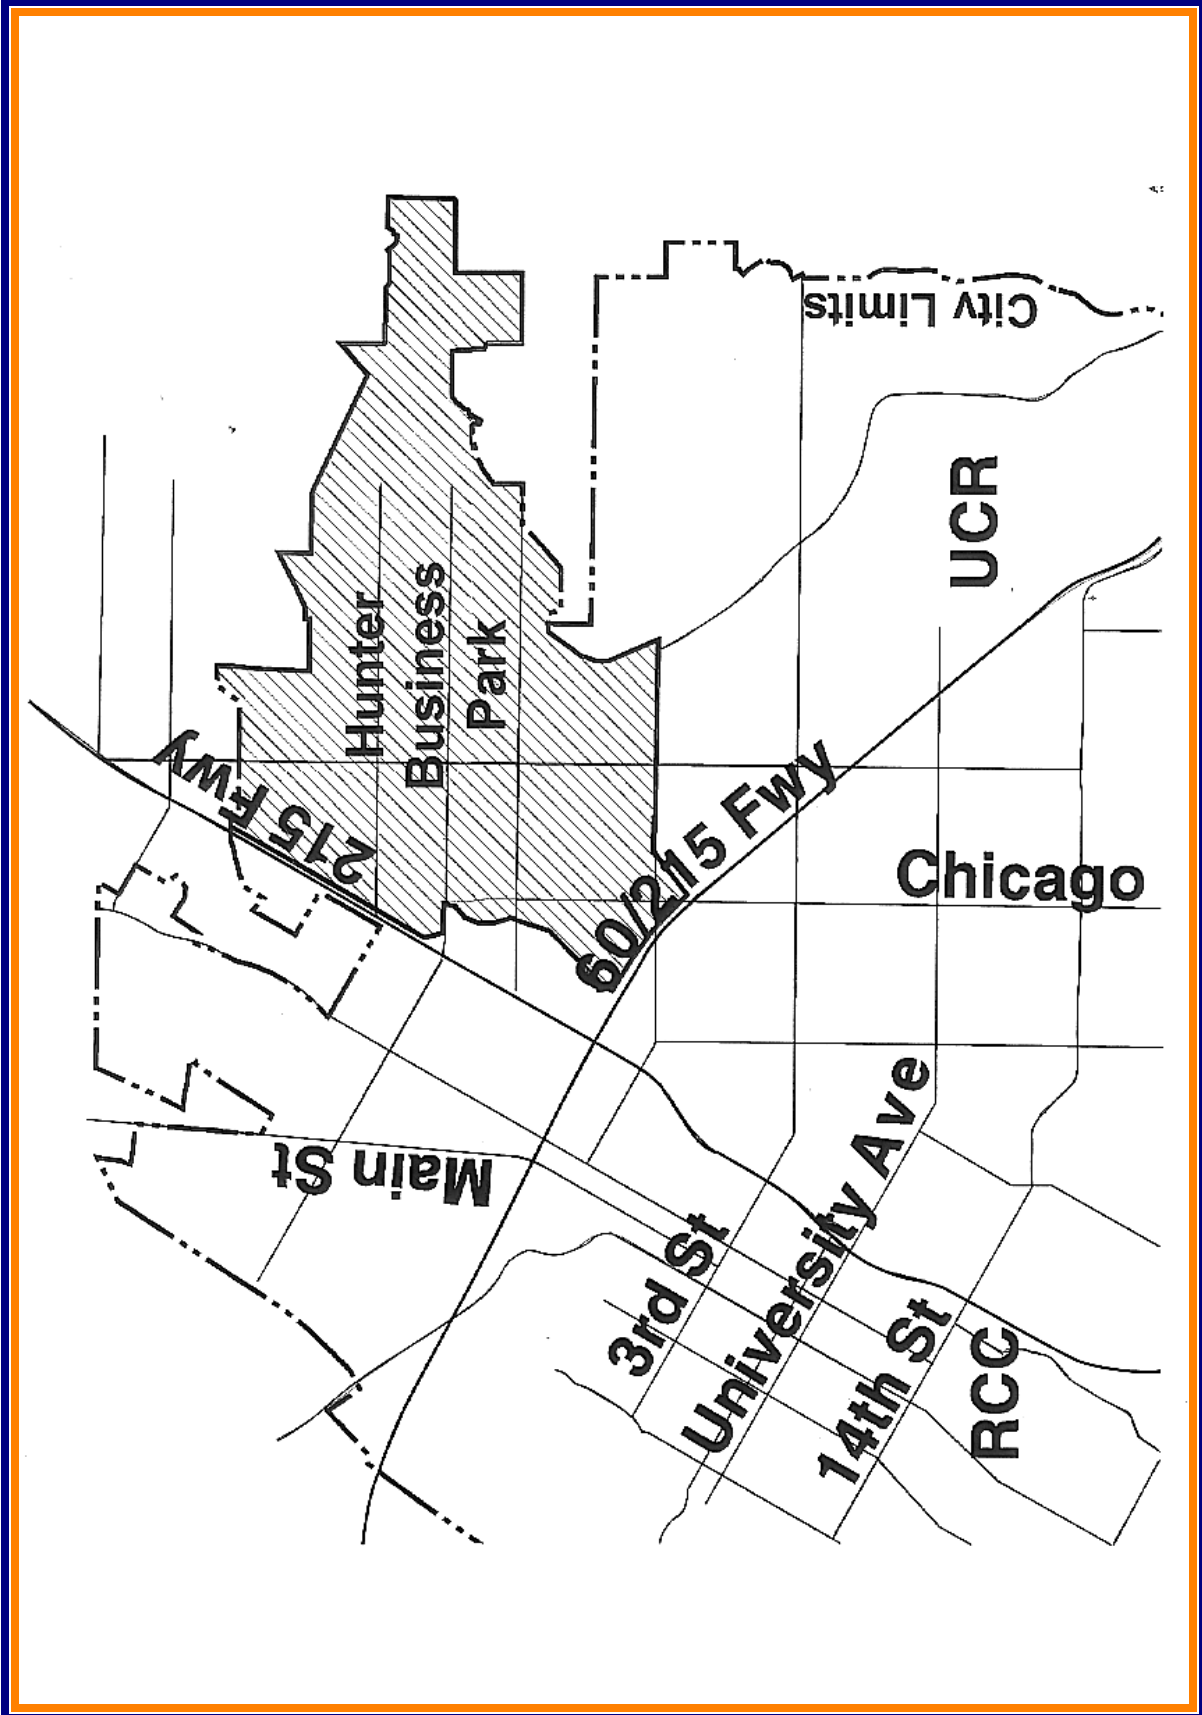 Hunter
Business
Park
215 Fwy
60/215 Fwy
City Limits
UCR
Chicago
Main St
3rd St
University Ave
14th St
RCC